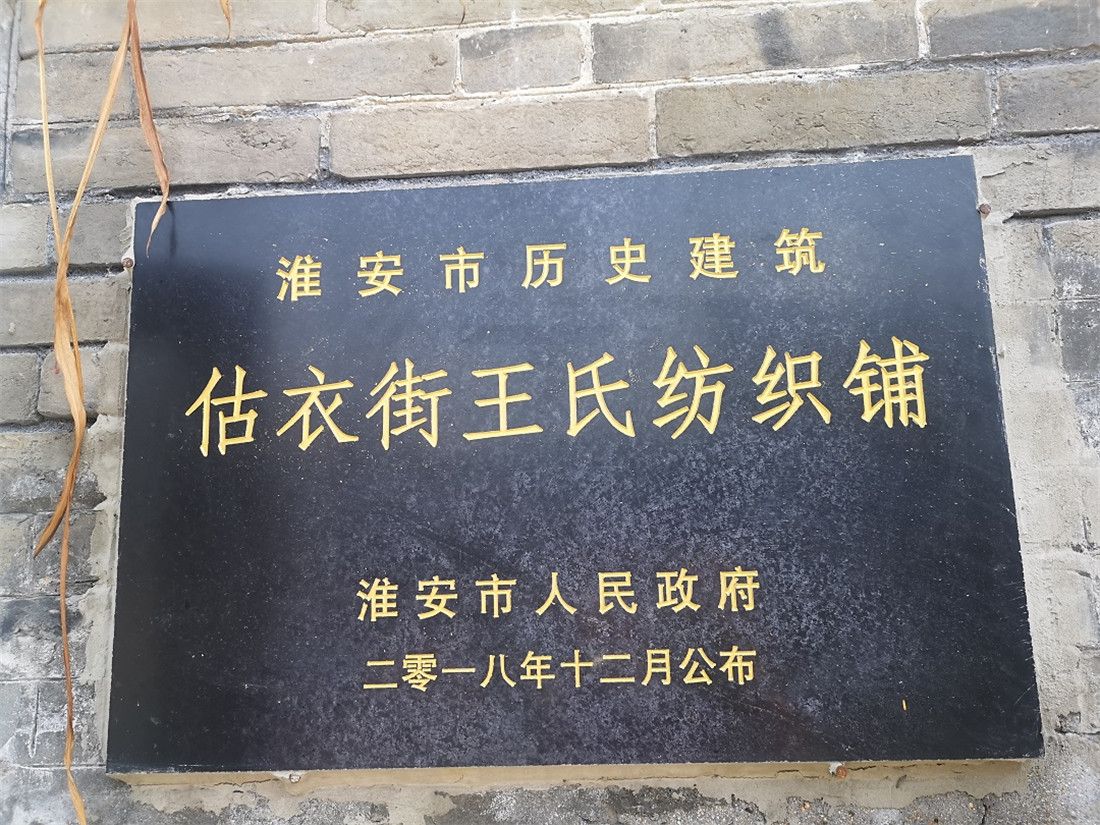 淮安市历史建筑
估衣街王氏纺织铺
淮安市人民政府
二零一八年十二月公布